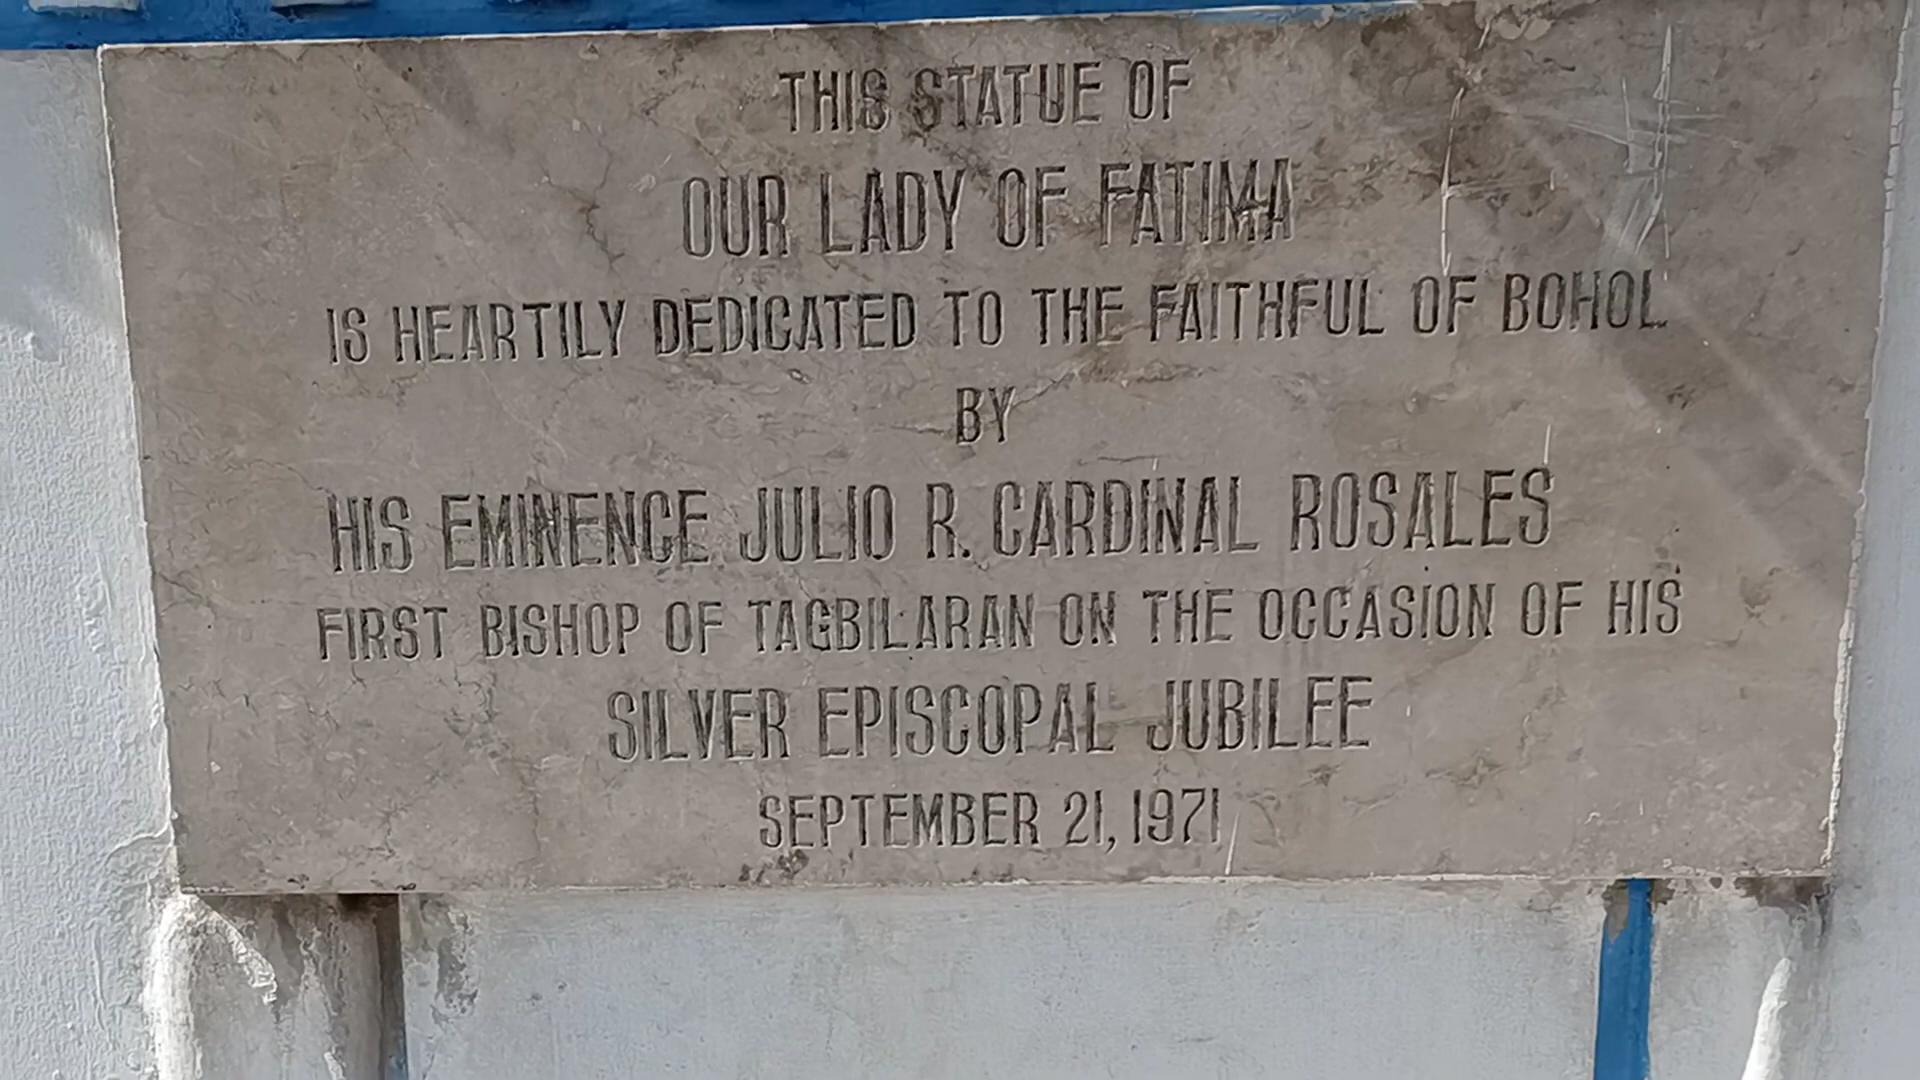 THIS STATUE OF
OUR LADY OF FATIMA
IS HEARTILY DEDICATED TO THE FAITHFUL OF BOHOL
BY
HIS EMINENCE JULIO R. CARDINAL ROSALES
FIRST BISHOP OF TAGBILARAN ON THE OCCASION OF HIS
SILVER EPISCOPAL JUBILEE
SEPTEMBER 21, 1971